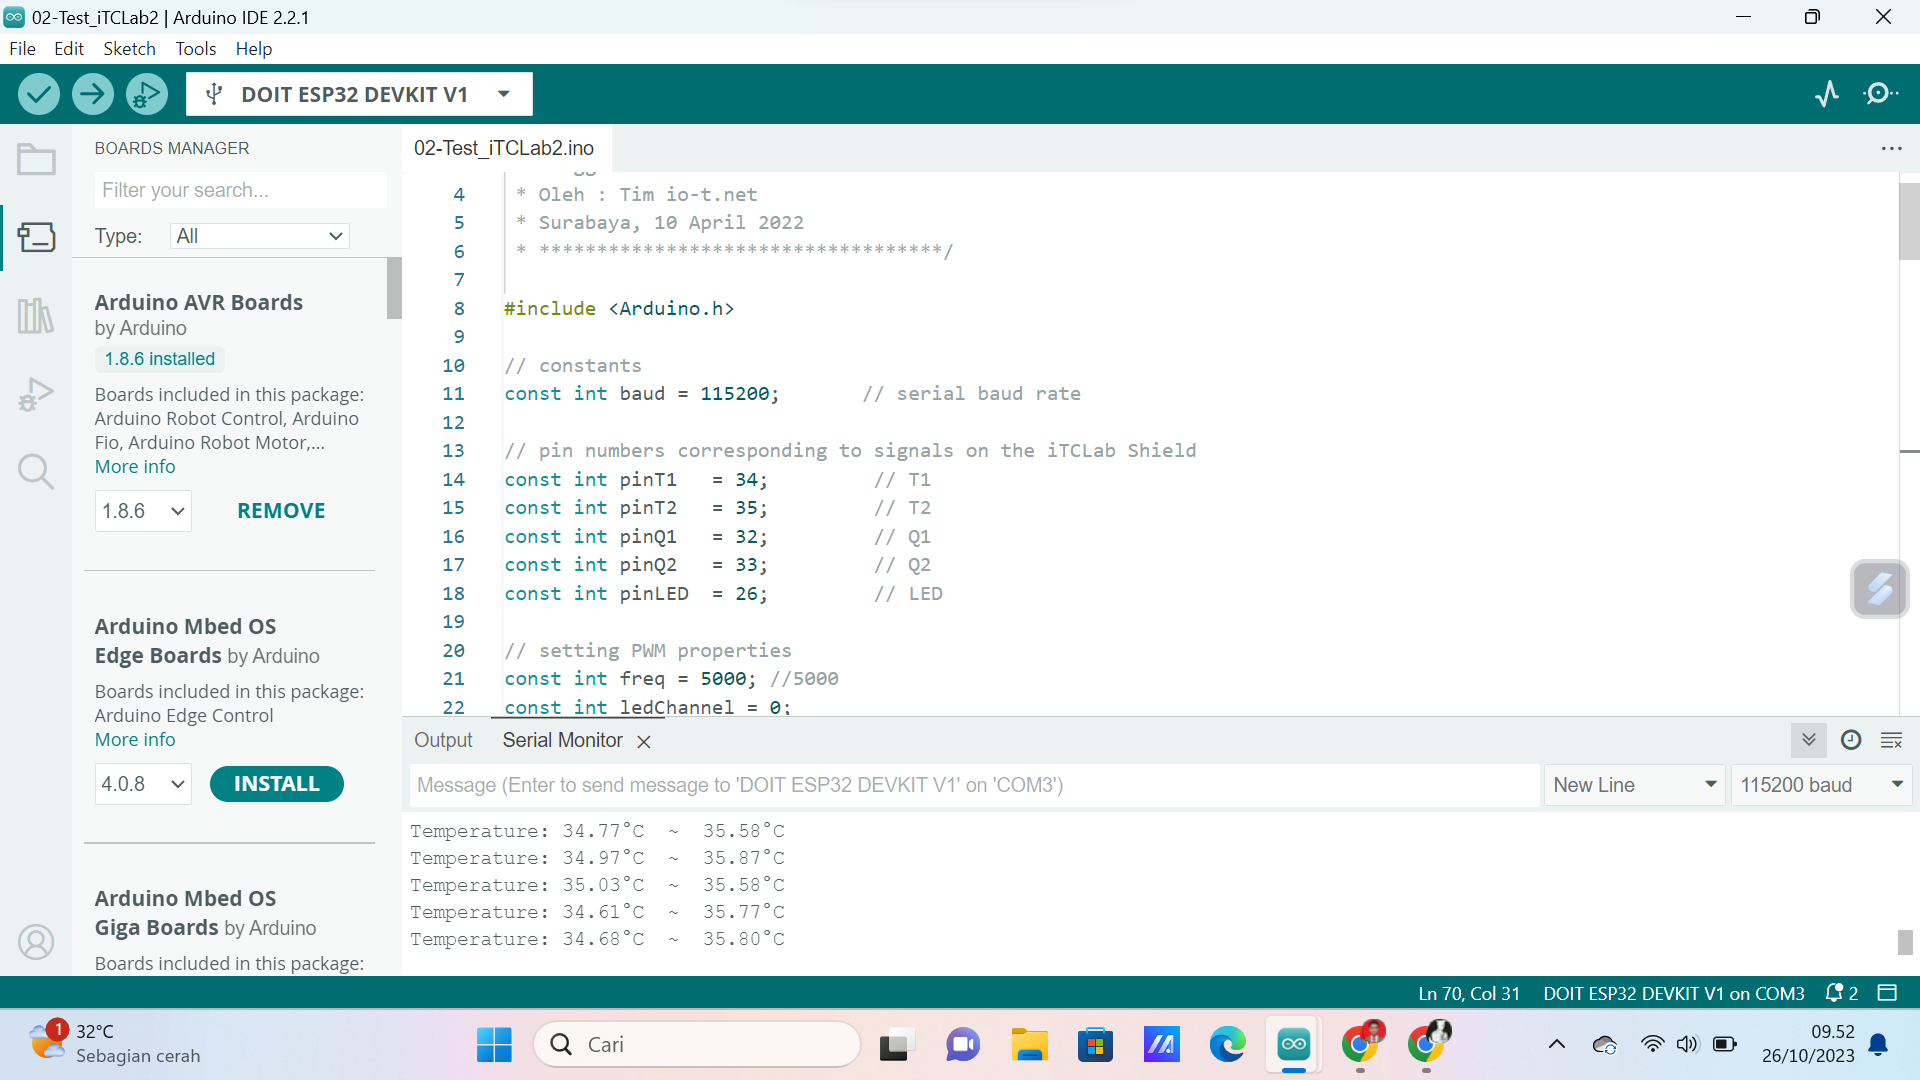 02-Test_iTCLab2 | Arduino IDE 2.2.1
File Edit Sketch Tools Help
DOIT ESP32 DEVKIT V1
BOARDS MANAGER
Filter your search...
Type: All
Arduino AVR Boards
by Arduino
1.8.6 installed
Boards included in this package:
Arduino Robot Control, Arduino
Fio, Arduino Robot Motor,...
More info
1.8.6 REMOVE
Arduino Mbed OS
Edge Boards by Arduino
Boards included in this package:
Arduino Edge Control
More info
4.0.8 INSTALL
Arduino Mbed OS
Giga Boards by Arduino
Boards included in this package:
02-Test_iTCLab2.ino
4 * Oleh : Tim io-t.net
5 * Surabaya, 10 April 2022
6 * ***********************************/
7
8 #include <Arduino.h>
9
10 // constants
11 const int baud = 115200; // serial baud rate
12
13 // pin numbers corresponding to signals on the iTCLab Shield
14 const int pinT1 = 34; // T1
15 const int pinT2 = 35; // T2
16 const int pinQ1 = 32; // Q1
17 const int pinQ2 = 33; // Q2
18 const int pinLED = 26; // LED
19
20 // setting PWM properties
21 const int freq = 5000; //5000
22 const int ledChannel = 0;
Output Serial Monitor
Message (Enter to send message to 'DOIT ESP32 DEVKIT V1' on 'COM3')
New Line 115200 baud
Temperature: 34.77°C ~ 35.58°C
Temperature: 34.97°C ~ 35.87°C
Temperature: 35.03°C ~ 35.58°C
Temperature: 34.61°C ~ 35.77°C
Temperature: 34.68°C ~ 35.80°C
Ln 70, Col 31 DOIT ESP32 DEVKIT V1 on COM3 2
1
32°C
Sebagian cerah
Cari
09.52
26/10/2023